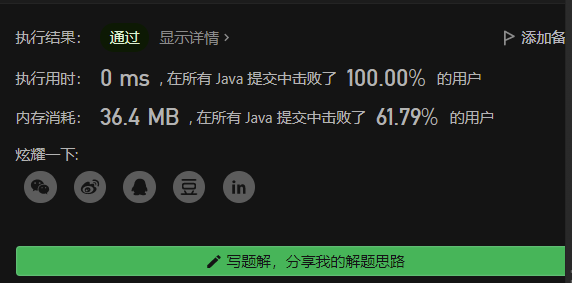 执行结果： 通过 显示详情 › 添加备
执行用时： 0 ms , 在所有 Java 提交中击败了 100.00% 的用户
内存消耗： 36.4 MB , 在所有 Java 提交中击败了 61.79% 的用户
炫耀一下:
豆 in
写题解，分享我的解题思路